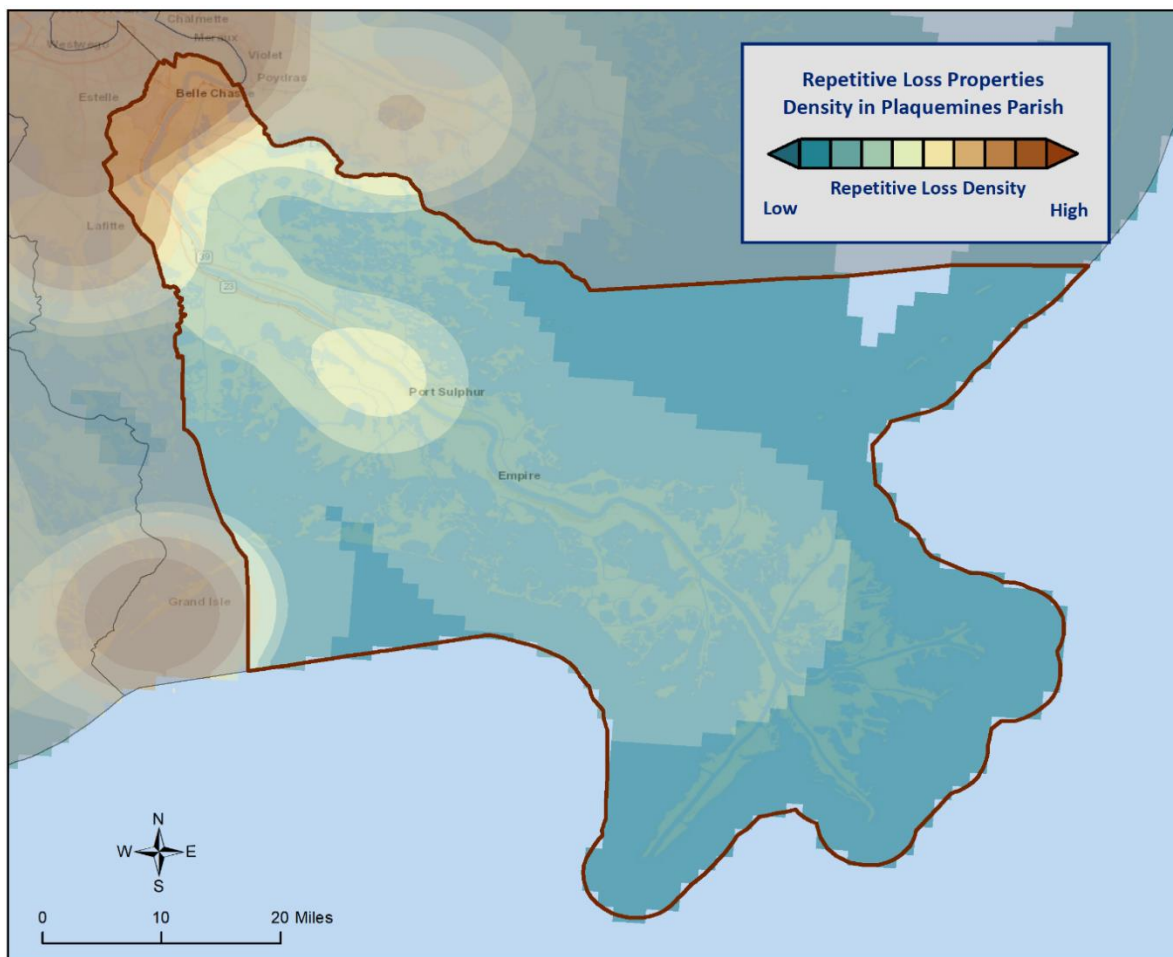 Chalmette
Westwego
Meraux
Violet
Poydras
Estelle
Belle Chasse
Lafitte
39
23
Port Sulphur
Empire
Grand Isle
Repetitive Loss Properties
Density in Plaquemines Parish
Repetitive Loss Density
Low
High
N
W
E
S
0
10
20 Miles